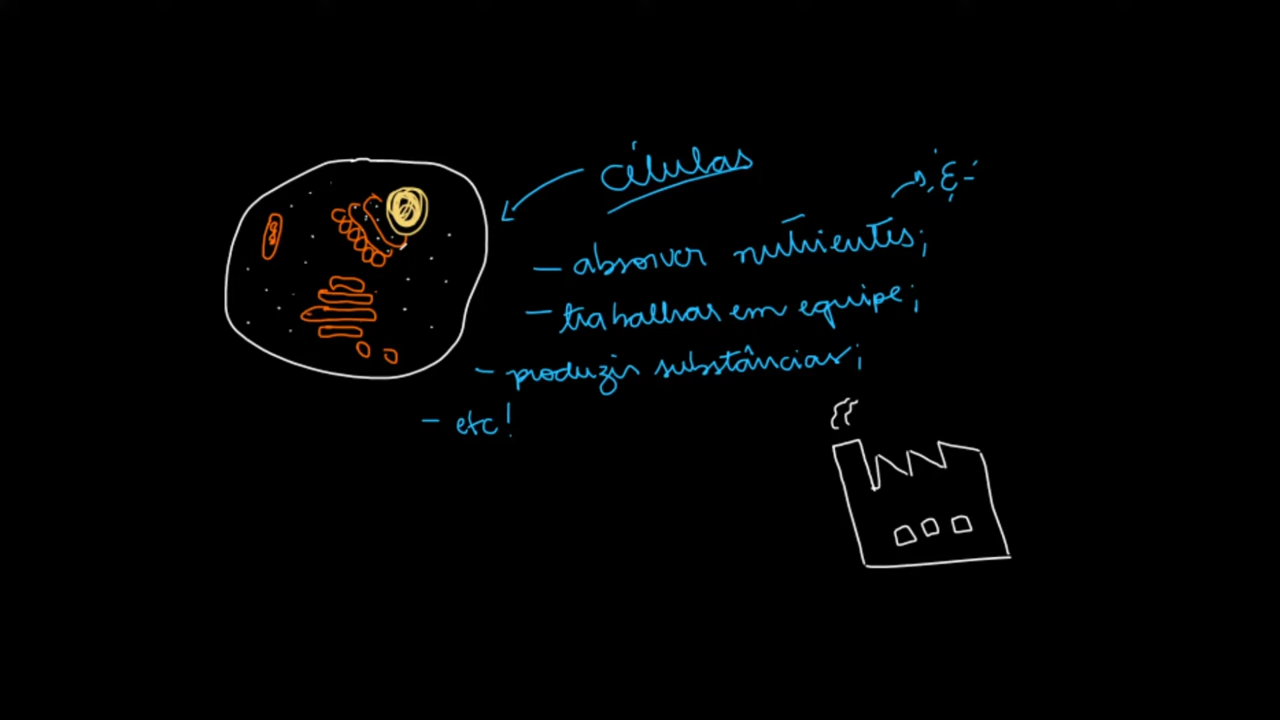 células
- absorver nutrientes;
- trabalhar em equipe;
- produzir substâncias;
- etc!